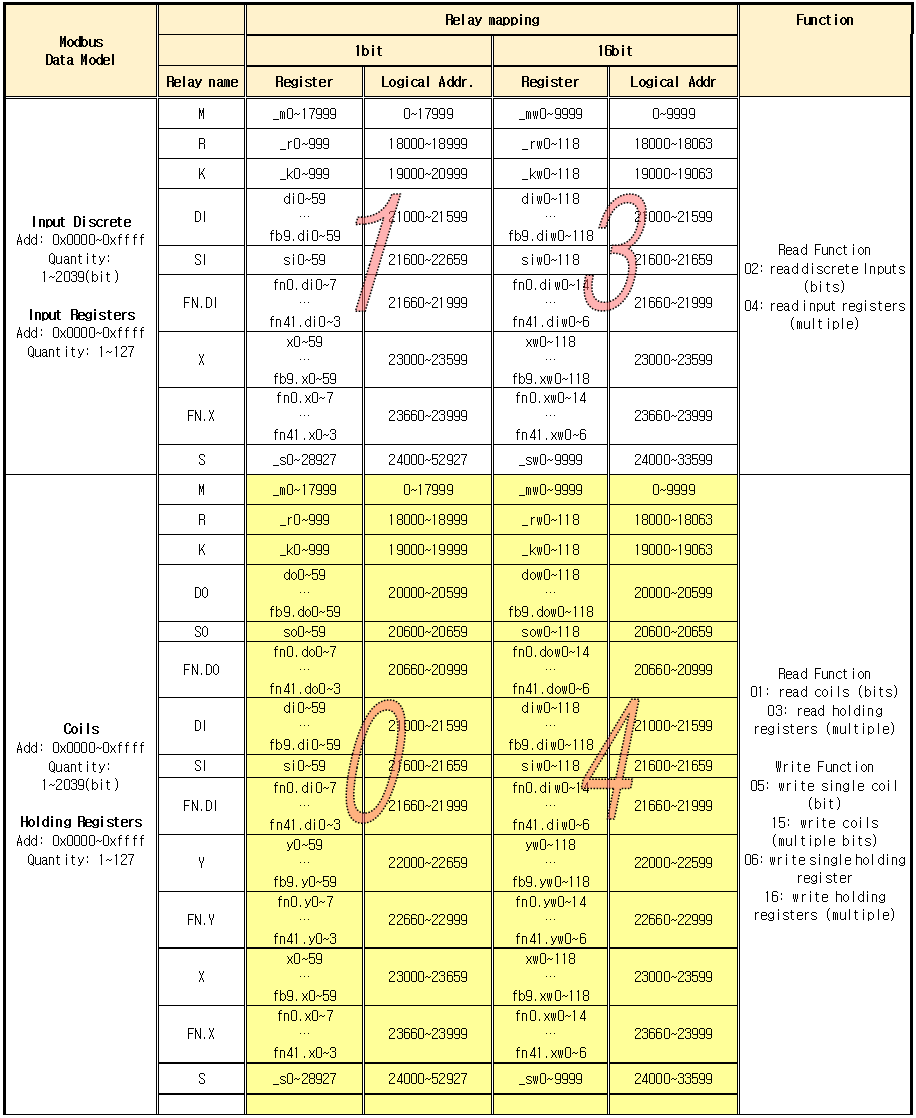 Modbus
Data Model
Relay mapping
Function
1bit
16bit
Relay name
Register
Logical Addr.
Register
Logical Addr
Input Discrete
Add: 0x0000~0xffff
Quantity:
1~2039(bit)
Input Registers
Add: 0x0000~0xffff
Quantity: 1~127
M
_m0~17999
0~17999
_mw0~9999
0~9999
R
_r0~999
18000~18999
_rw0~118
18000~18063
K
_k0~999
19000~20999
_kw0~118
19000~19063
DI
di0~59
…
fb9.di0~59
21000~21599
diw0~118
…
fb9.diw0~118
21000~21599
SI
si0~59
21600~22659
siw0~118
21600~21659
FN.DI
fn0.di0~7
…
fn41.di0~3
21660~21999
fn0.diw0~14
…
fn41.diw0~6
21660~21999
X
x0~59
…
fb9.x0~59
23000~23599
xw0~118
…
fb9.xw0~118
23000~23599
FN.X
fn0.x0~7
…
fn41.x0~3
23660~23999
fn0.xw0~14
…
fn41.xw0~6
23660~23999
S
_s0~28927
24000~52927
_sw0~9999
24000~33599
1
3
Read Function
02: read discrete Inputs
(bits)
04: read input registers
(multiple)
Coils
Add: 0x0000~0xffff
Quantity:
1~2039(bit)
Holding Registers
Add: 0x0000~0xffff
Quantity: 1~127
M
_m0~17999
0~17999
_mw0~9999
0~9999
R
_r0~999
18000~18999
_rw0~118
18000~18063
K
_k0~999
19000~19999
_kw0~118
19000~19063
DO
do0~59
…
fb9.do0~59
20000~20599
dow0~118
…
fb9.dow0~118
20000~20599
SO
so0~59
20600~20659
sow0~118
20600~20659
FN.DO
fn0.do0~7
…
fn41.do0~3
20660~20999
fn0.dow0~14
…
fn41.dow0~6
20660~20999
DI
di0~59
…
fb9.di0~59
21000~21599
diw0~118
…
fb9.diw0~118
21000~21599
SI
si0~59
21600~21659
siw0~118
21600~21659
FN.DI
fn0.di0~7
…
fn41.di0~3
21660~21999
fn0.diw0~14
…
fn41.diw0~6
21660~21999
Y
y0~59
…
fb9.y0~59
22000~22659
yw0~118
…
fb9.yw0~118
22000~22599
FN.Y
fn0.y0~7
…
fn41.y0~3
22660~22999
fn0.yw0~14
…
fn41.yw0~6
22660~22999
X
x0~59
…
fb9.x0~59
23000~23659
xw0~118
…
fb9.xw0~118
23000~23599
FN.X
fn0.x0~7
…
fn41.x0~3
23660~23999
fn0.xw0~14
…
fn41.xw0~6
23660~23999
S
_s0~28927
24000~52927
_sw0~9999
24000~33599
0
4
Read Function
01: read coils (bits)
03: read holding
registers (multiple)
Write Function
05: write single coil
(bit)
15: write coils
(multiple bits)
06: write single holding
register
16: write holding
registers (multiple)